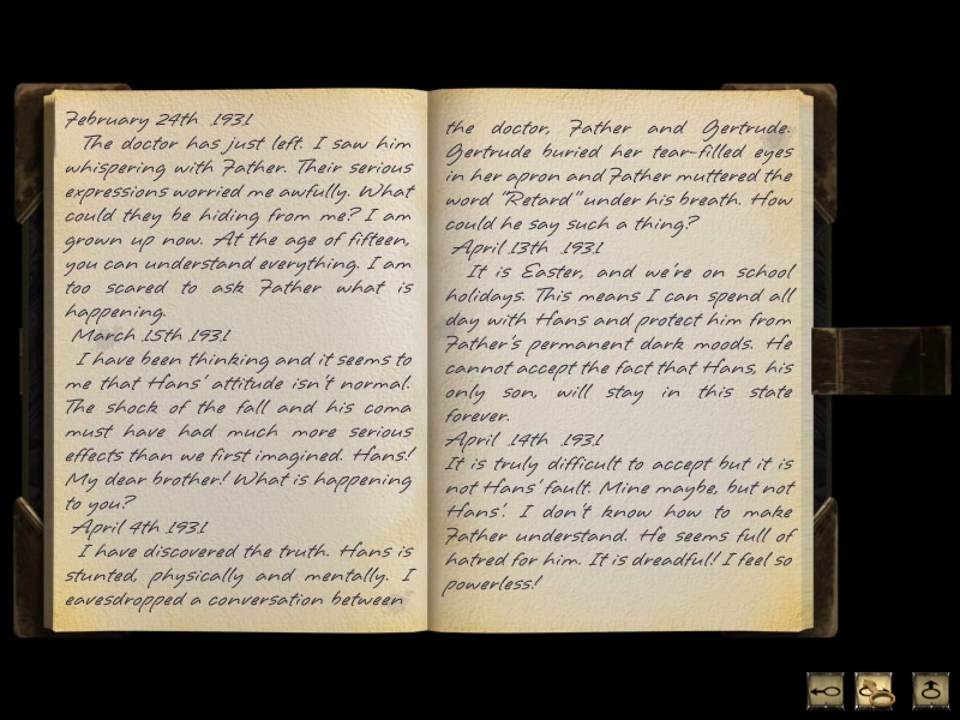 February 24th 1931
The doctor has just left. I saw him
whispering with Father. Their serious
expressions worried me awfully. What
could they be hiding from me? I am
grown up now. At the age of fifteen,
you can understand everything. I am
too scared to ask Father what is
happening.
March 15th 1931
I have been thinking and it seems to
me that Hans' attitude isn't normal.
The shock of the fall and his coma
must have had much more serious
effects than we first imagined. Hans!
My dear brother! What is happening
to you?
April 4th 1931
I have discovered the truth. Hans is
stunted, physically and mentally. I
eavesdropped a conversation between
the doctor, Father and Gertrude.
Gertrude buried her tear-filled eyes
in her apron and Father muttered the
word "Retard" under his breath. How
could he say such a thing?
April 13th 1931
It is Easter, and we're on school
holidays. This means I can spend all
day with Hans and protect him from
Father's permanent dark moods. He
cannot accept the fact that Hans, his
only son, will stay in this state
forever.
April 14th 1931
It is truly difficult to accept but it is
not Hans' fault. Mine maybe, but not
Hans'. I don't know how to make
Father understand. He seems full of
hatred for him. It is dreadful! I feel so
powerless!